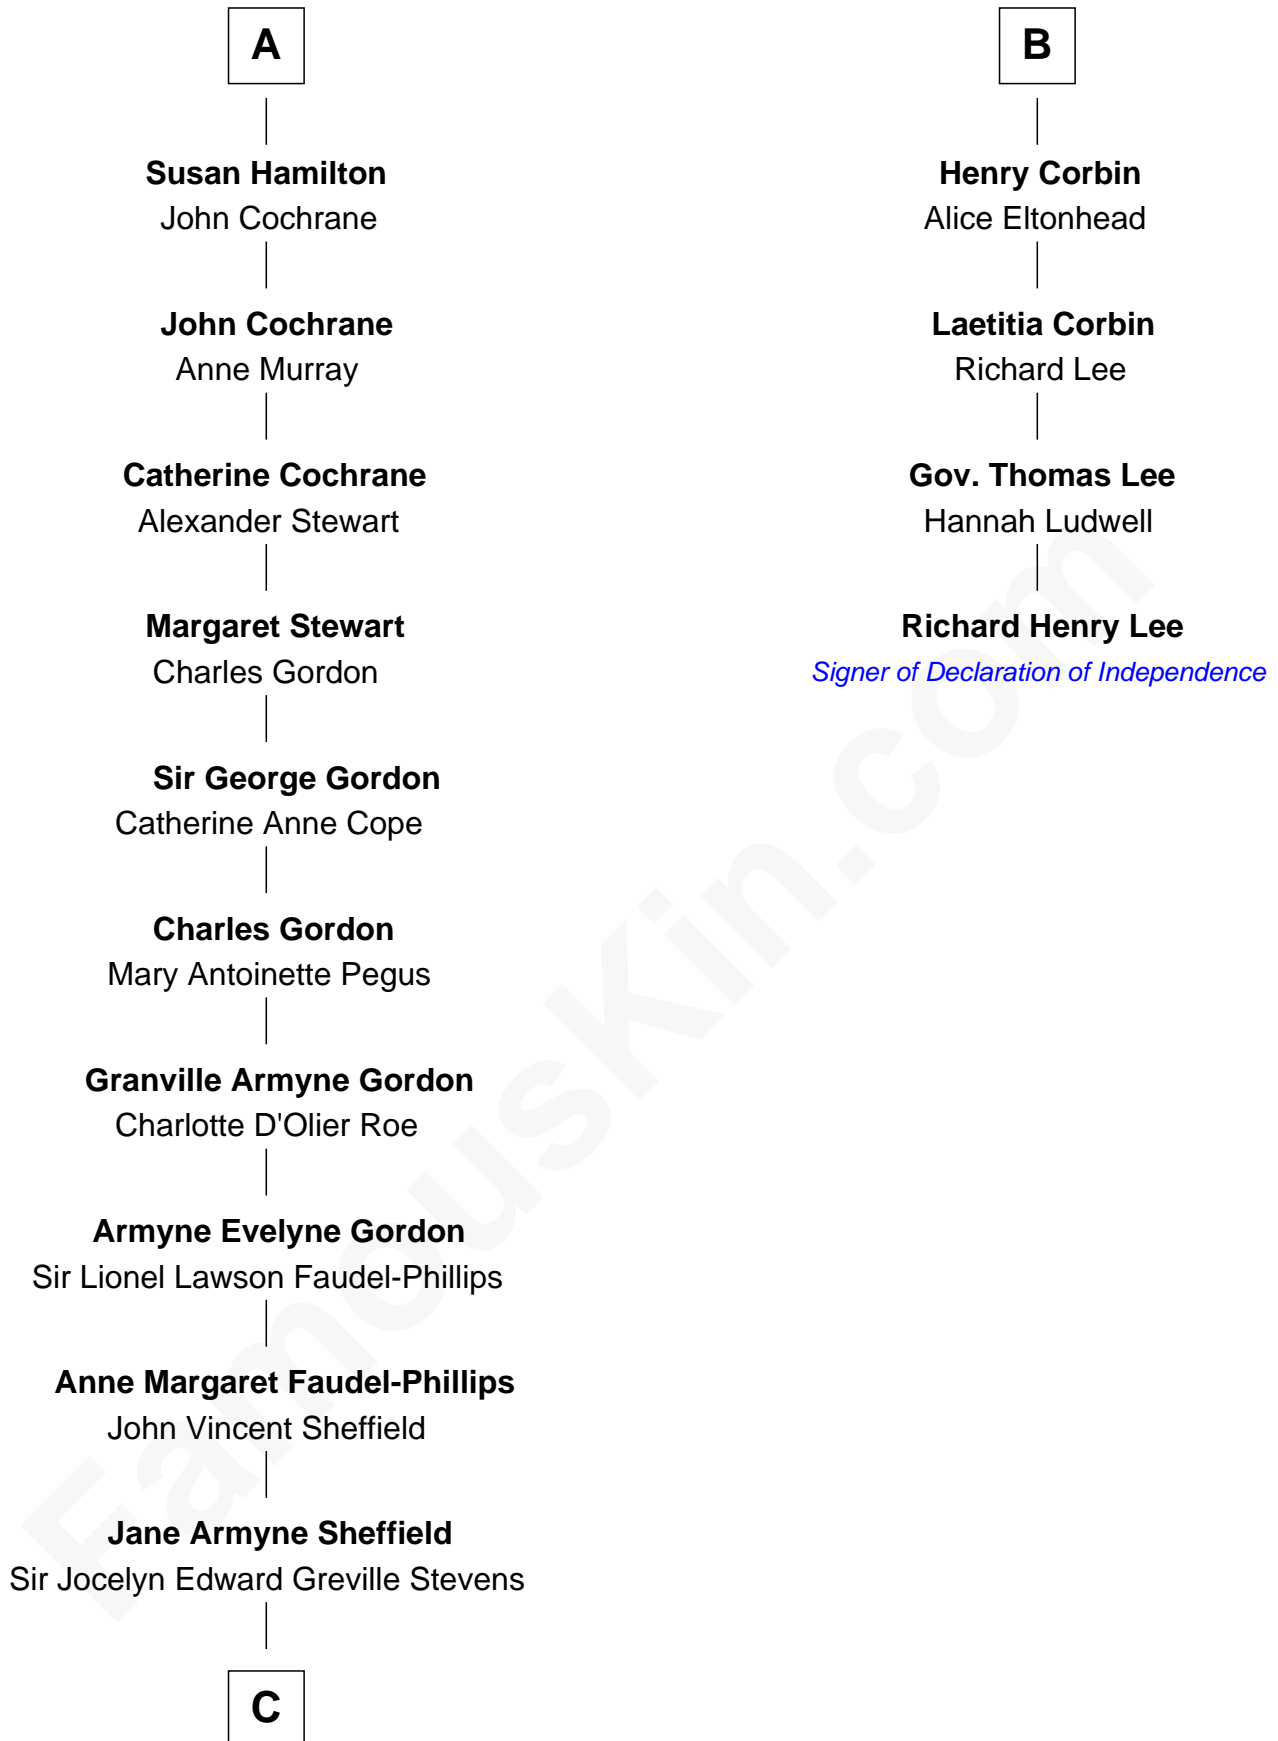 A
Susan Hamilton
John Cochrane
John Cochrane
Anne Murray
Catherine Cochrane
Alexander Stewart
Margaret Stewart
Charles Gordon
Sir George Gordon
Catherine Anne Cope
Charles Gordon
Mary Antoinette Pegus
Granville Armyne Gordon
Charlotte D'Olier Roe
Armyne Evelyne Gordon
Sir Lionel Lawson Faudel-Phillips
Anne Margaret Faudel-Phillips
John Vincent Sheffield
Jane Armyne Sheffield
Sir Jocelyn Edward Greville Stevens
C
B
Henry Corbin
Alice Eltonhead
Laetitia Corbin
Richard Lee
Gov. Thomas Lee
Hannah Ludwell
Richard Henry Lee
Signer of Declaration of Independence
FamousKin.com